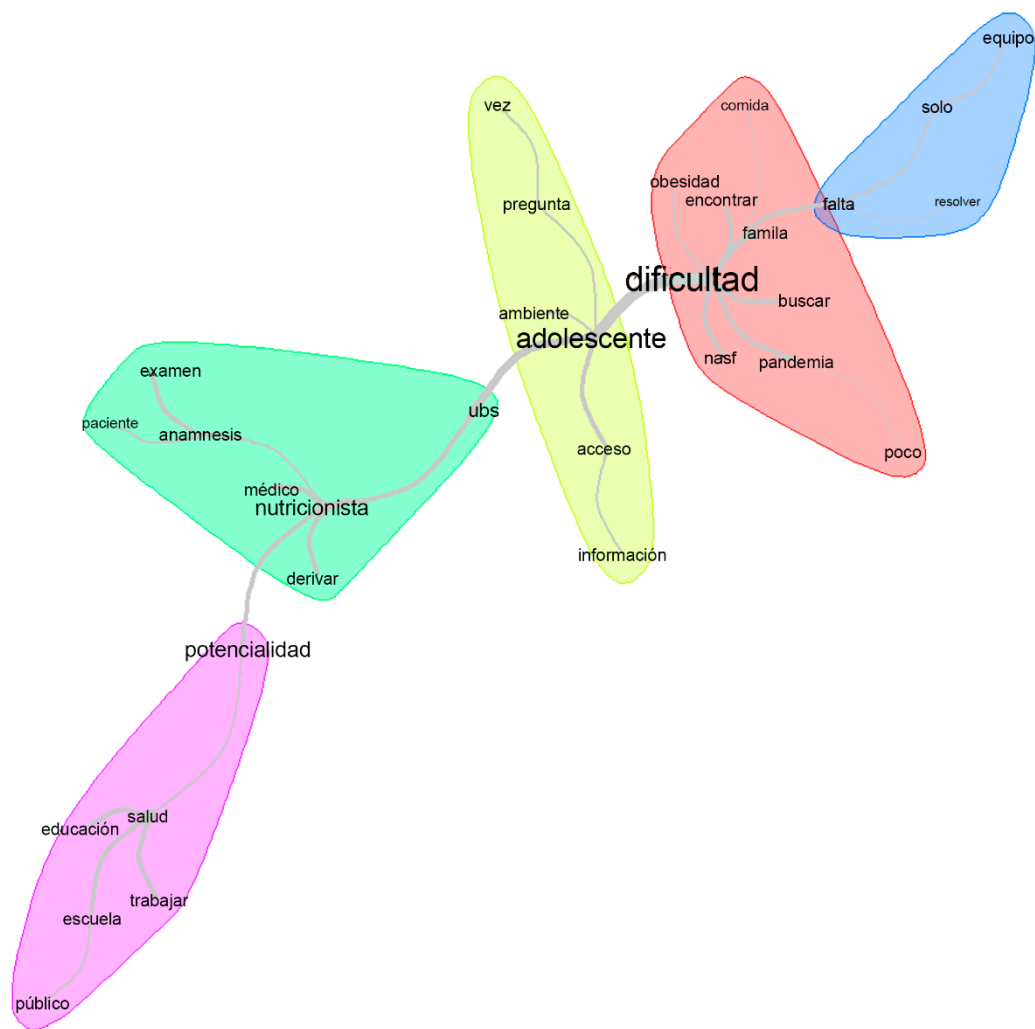 equipo
vez
comida
solo
obesidad
encontrar
pregunta
falta
resolver
famila
dificultad
buscar
ambiente
adolescente
nasf
pandemia
examen
ubs
paciente
anamnesis
acceso
poco
médico
nutricionista
información
derivar
potencialidad
salud
educación
trabajar
escuela
público